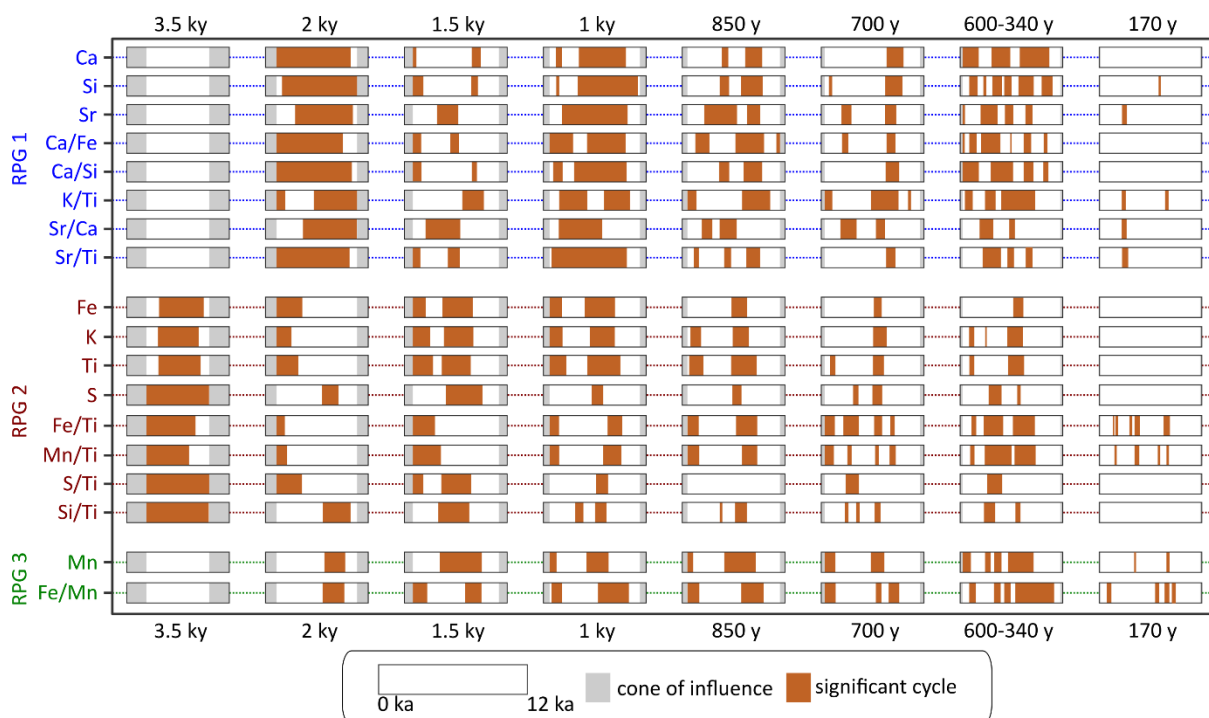 3.5 ky 2 ky 1.5 ky 1 ky 850 y 700 y 600-340 y 170 y
RPG 1
Ca
Si
Sr
Ca/Fe
Ca/Si
K/Ti
Sr/Ca
Sr/Ti
RPG 2
Fe
K
Ti
S
Fe/Ti
Mn/Ti
S/Ti
Si/Ti
RPG 3
Mn
Fe/Mn
3.5 ky 2 ky 1.5 ky 1 ky 850 y 700 y 600-340 y 170 y
cone of influence significant cycle
0 ka 12 ka